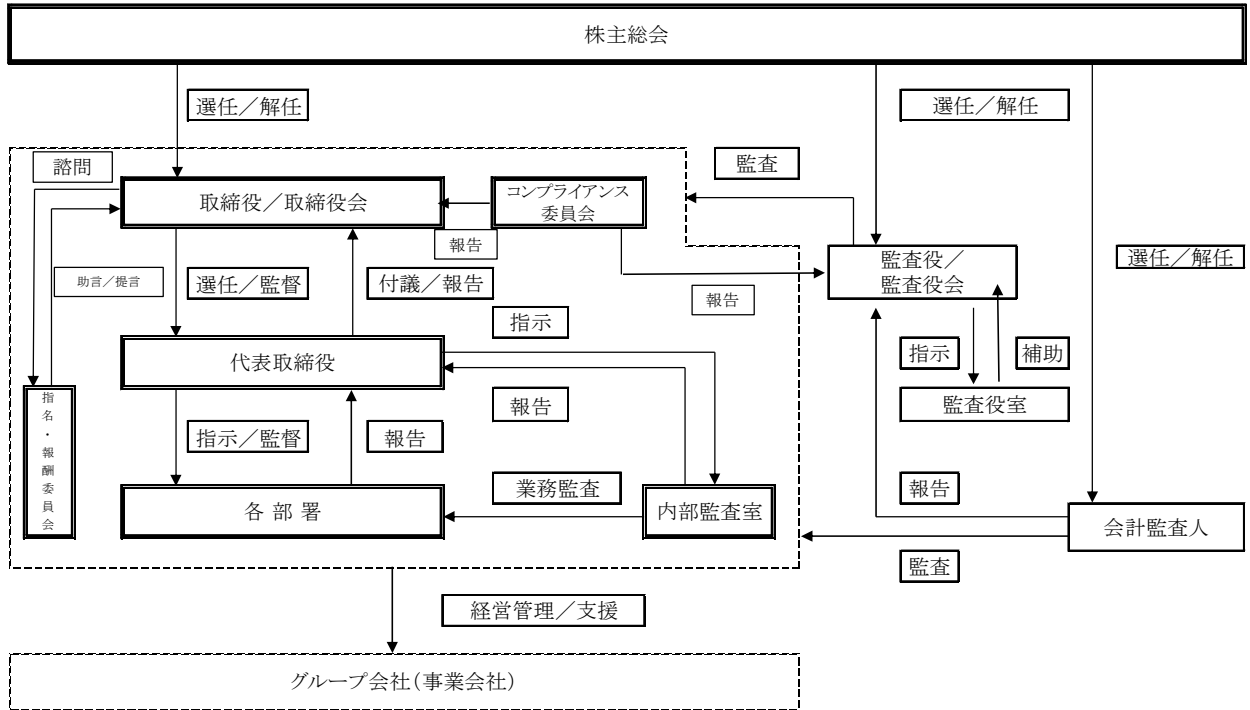 株主総会
選任／解任
選任／解任
諮問
監査
取締役／取締役会
コンプライアンス
委員会
報告
選任／解任
監査役／
監査役会
助言／提言
選任／監督
付議／報告
報告
指示
代表取締役
指示
補助
指名・報酬委員会
報告
監査役室
指示／監督
報告
業務監査
報告
各 部 署
内部監査室
会計監査人
監査
経営管理／支援
グループ会社（事業会社）